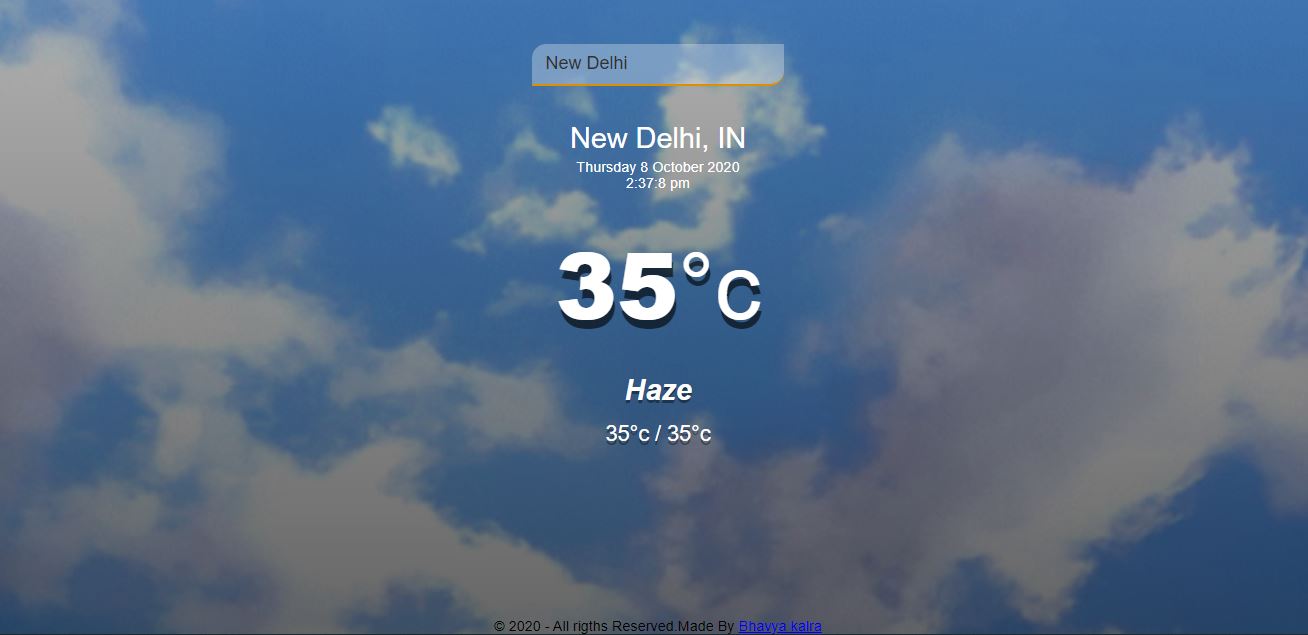 New Delhi
New Delhi, IN
Thursday 8 October 2020
2:37:8 pm
35°c
Haze
35°c / 35°c
© 2020 - All rigths Reserved.Made By Bhavya kalra